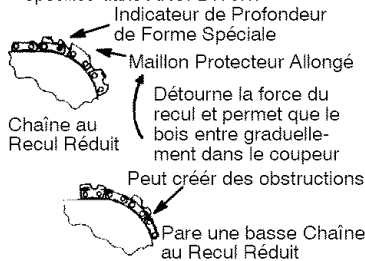 Indicateur de Profondeur
de Forme Spéciale
Maillon Protecteur Allongé
Détourne la force du
recul et permet que le
bois entre graduelle-
ment dans le coupeur
Chaîne au
Recul Réduit
Peut créér des obstructions
Pare une basse Chaîne
au Recul Réduit